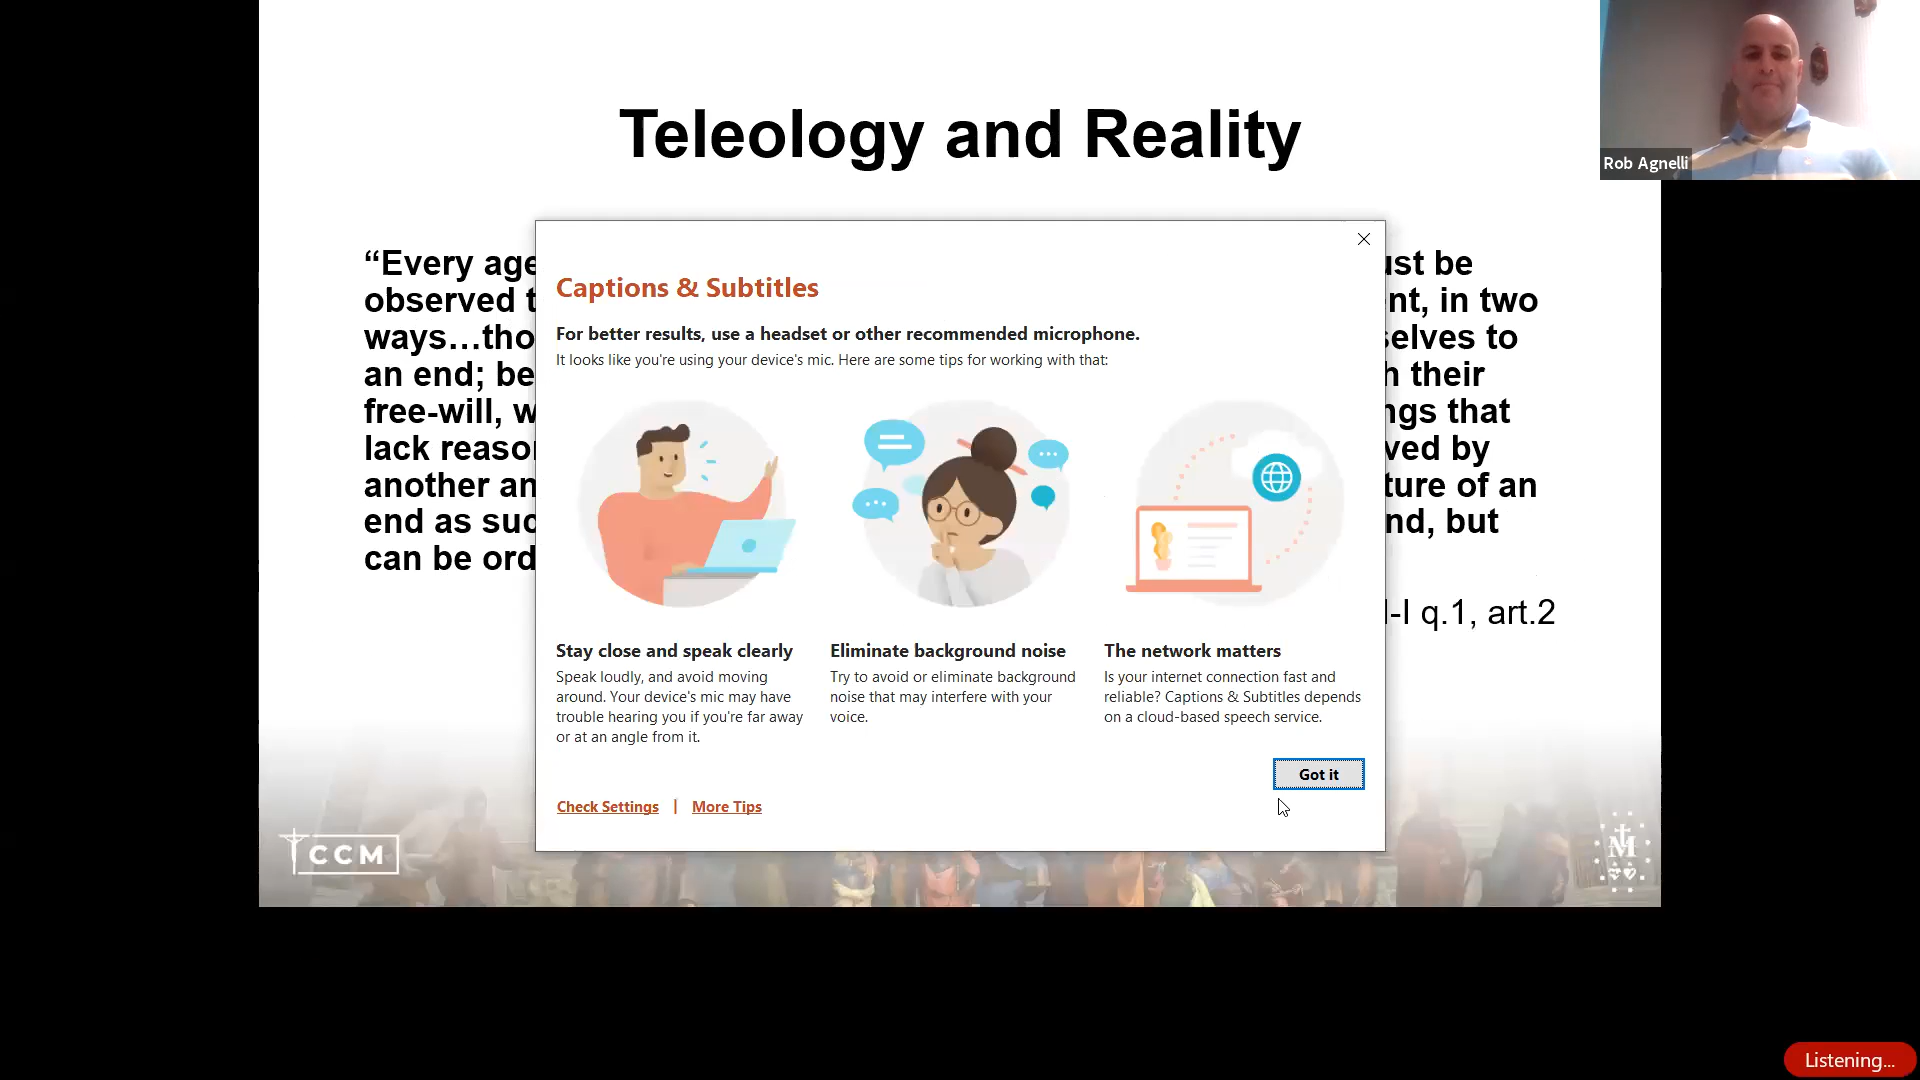 Teleology and Reality
Rob Agnelli
“Every age
ust be
observed t
nt, in two
ways…tho
selves to
an end; be
h their
free-will, w
ngs that
lack reaso
ved by
another an
ture of an
end as suc
nd, but
can be ord
I-I q.1, art.2
Captions & Subtitles
For better results, use a headset or other recommended microphone.
It looks like you're using your device's mic. Here are some tips for working with that:
Stay close and speak clearly
Speak loudly, and avoid moving
around. Your device's mic may have
trouble hearing you if you're far away
or at an angle from it.
Eliminate background noise
Try to avoid or eliminate background
noise that may interfere with your
voice.
The network matters
Is your internet connection fast and
reliable? Captions & Subtitles depends
on a cloud-based speech service.
Got it
Check Settings | More Tips
CCM
M
Listening...